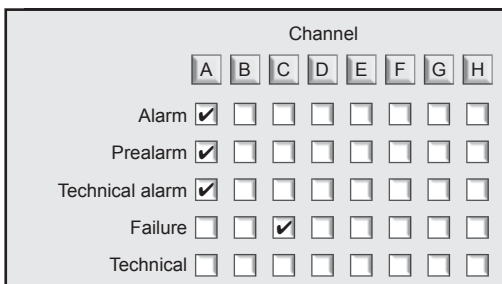 Channel
A B C D E F G H
Alarm
Prealarm
Technical alarm
Failure
Technical